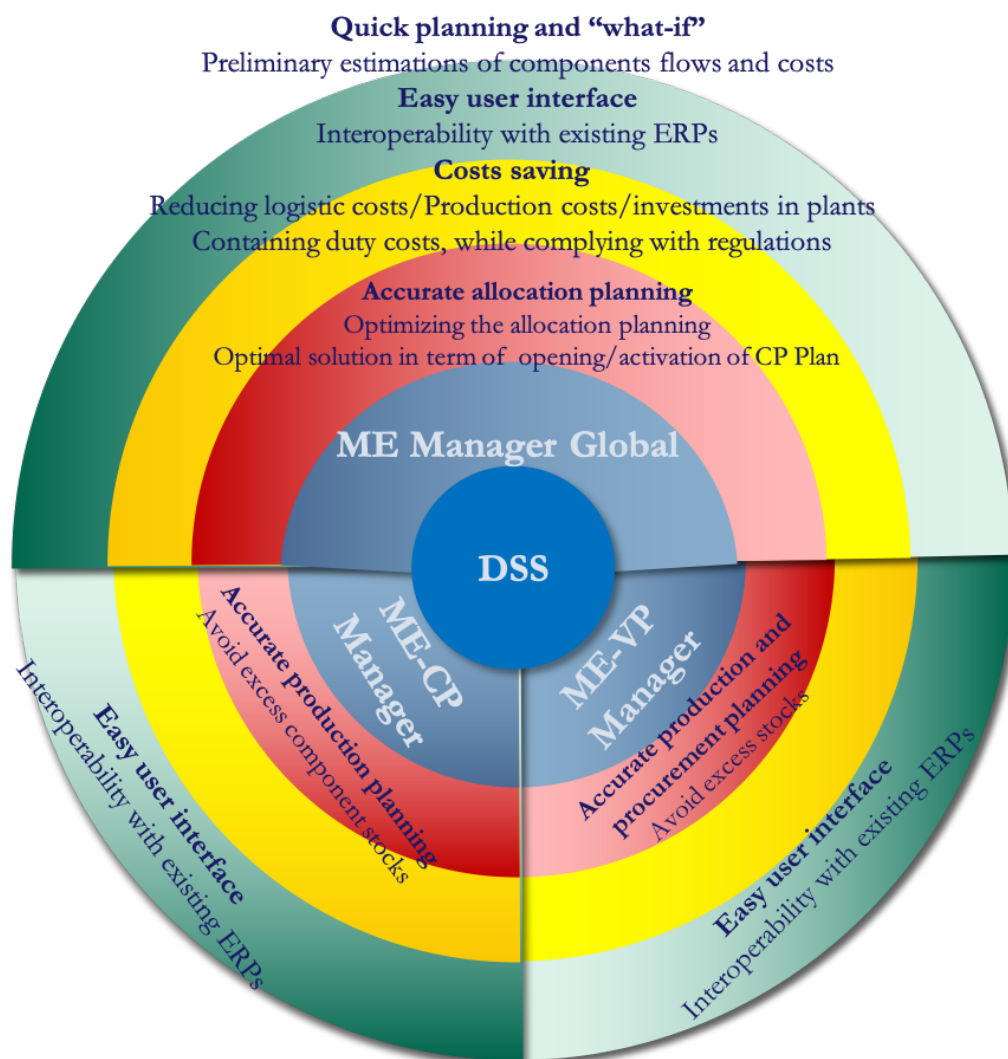 Quick planning and “what-if”
Preliminary estimations of components flows and costs
Easy user interface
Interoperability with existing ERPs
Costs saving
Reducing logistic costs/Production costs/investments in plants
Containing duty costs, while complying with regulations
Accurate allocation planning
Optimizing the allocation planning
Optimal solution in term of opening/activation of CP Plan
ME Manager Global
DSS
ME-CP
Manager
Accurate production planning
Avoid excess component stocks
Easy user interface
Interoperability with existing ERPs
ME-VP
Manager
Accurate production and
procurement planning
Avoid excess stocks
Easy user interface
Interoperability with existing ERPs